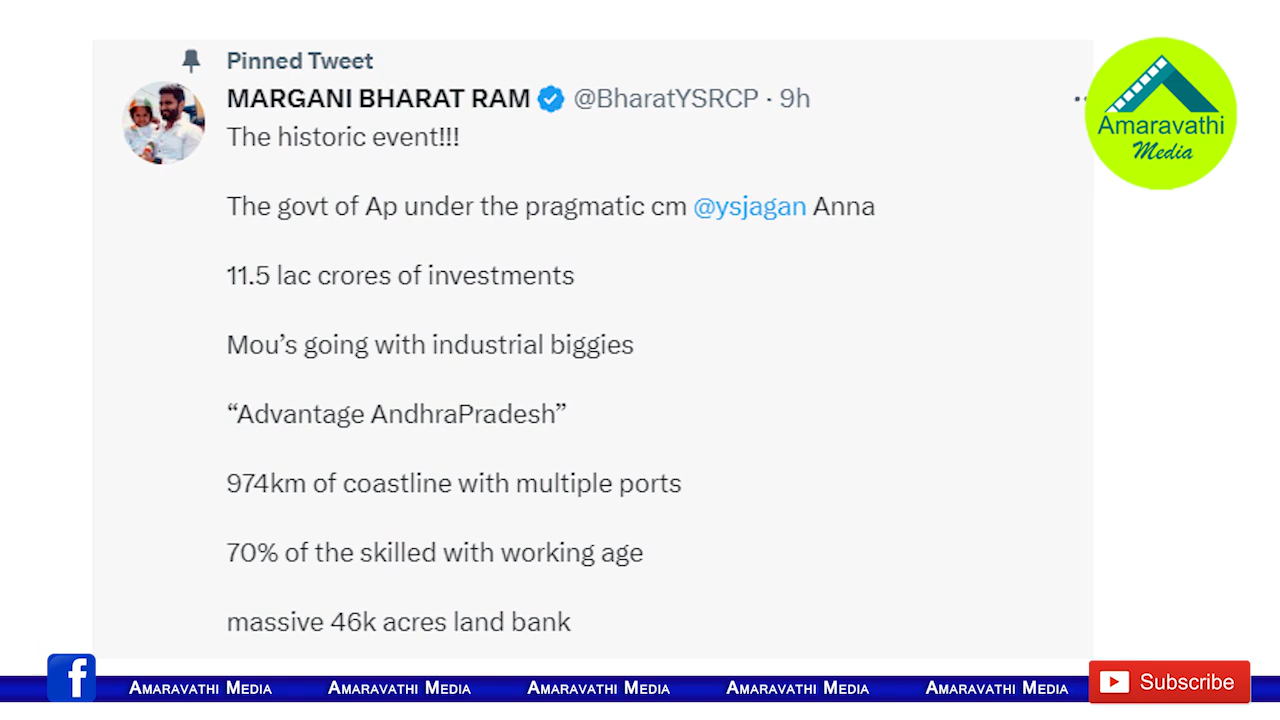 Pinned Tweet
MARGANI BHARAT RAM @BharatYSRCP · 9h
The historic event!!!
The govt of Ap under the pragmatic cm @ysjagan Anna
11.5 lac crores of investments
Mou’s going with industrial biggies
“Advantage AndhraPradesh”
974km of coastline with multiple ports
70% of the skilled with working age
massive 46k acres land bank
Amaravathi
Media
f Amaravathi Media Amaravathi Media Amaravathi Media Amaravathi Media Amaravathi Media Subscribe